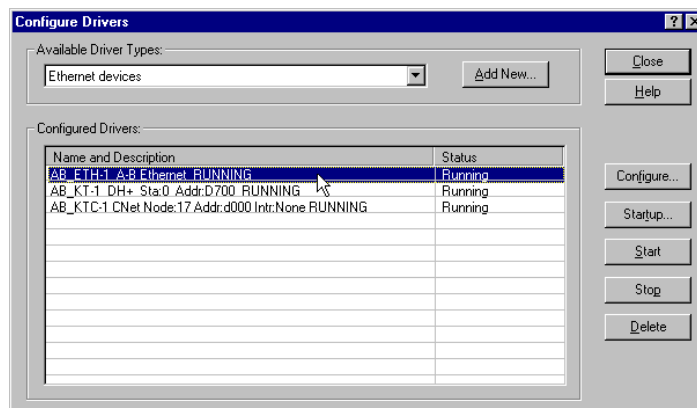 Configure Drivers
Available Driver Types:
Ethernet devices
Add New...
Close
Help
Configured Drivers:
Name and Description Status
AB_ETH-1 A-B Ethernet RUNNING Running
AB_KT-1 DH+ Sta:0 Addr:D700 RUNNING Running
AB_KTC-1 CNet Node:17 Addr:d000 Intr:None RUNNING Running
Configure...
Startup...
Start
Stop
Delete